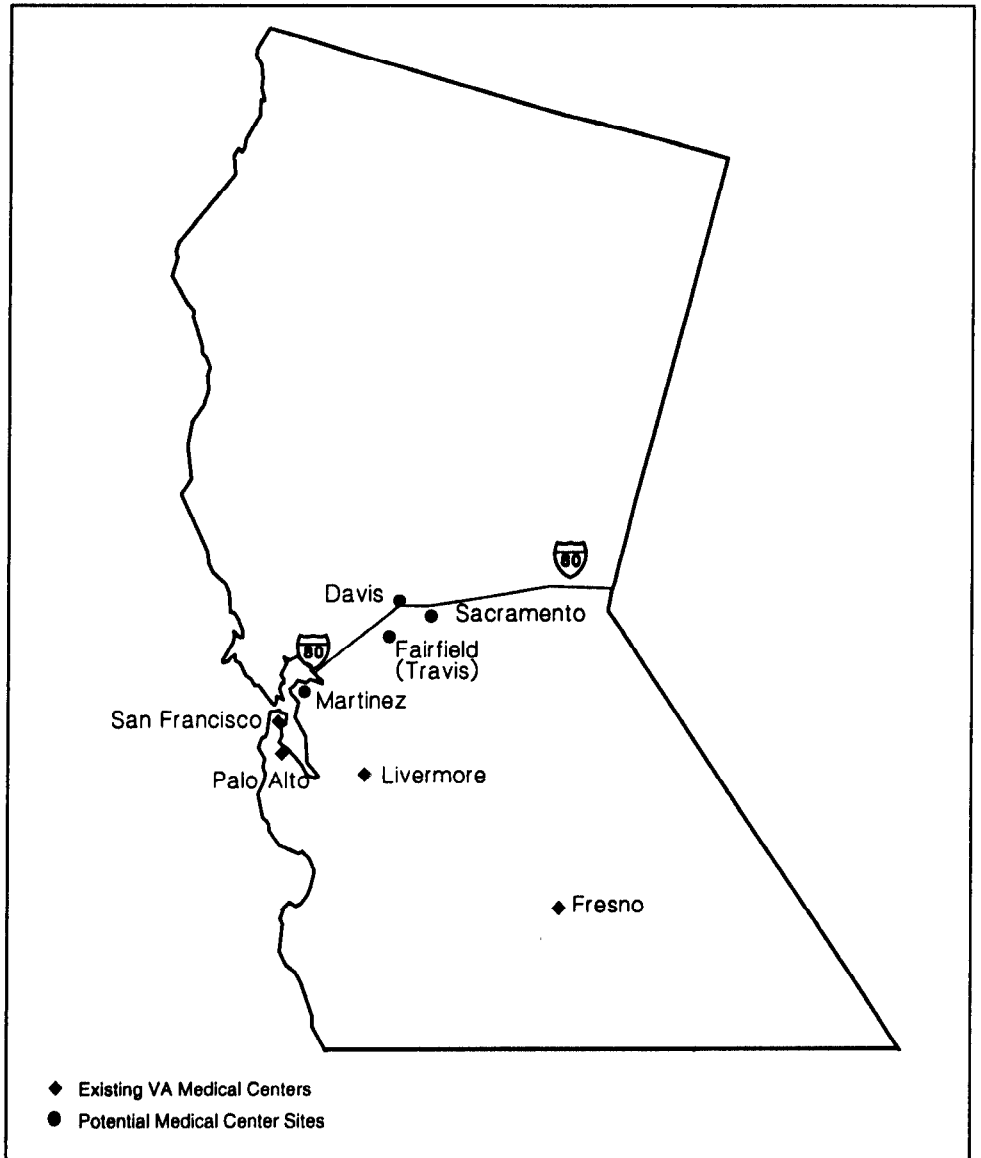 80
Davis
Sacramento
80
Fairfield
(Travis)
Martinez
San Francisco
Palo Alto
Livermore
Fresno
Existing VA Medical Centers
Potential Medical Center Sites